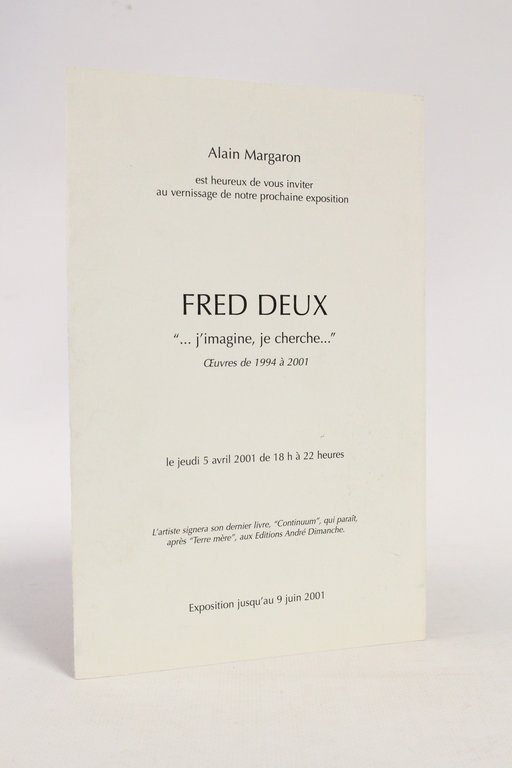 Alain Margaron
est heureux de vous inviter
au vernissage de notre prochaine exposition
FRED DEUX
“... j’imagine, je cherche...”
Œuvres de 1994 à 2001
le jeudi 5 avril 2001 de 18 h à 22 heures
L’artiste signera son dernier livre, “Continuum”, qui paraît,
après “Terre mère”, aux Editions André Dimanche.
Exposition jusqu’au 9 juin 2001